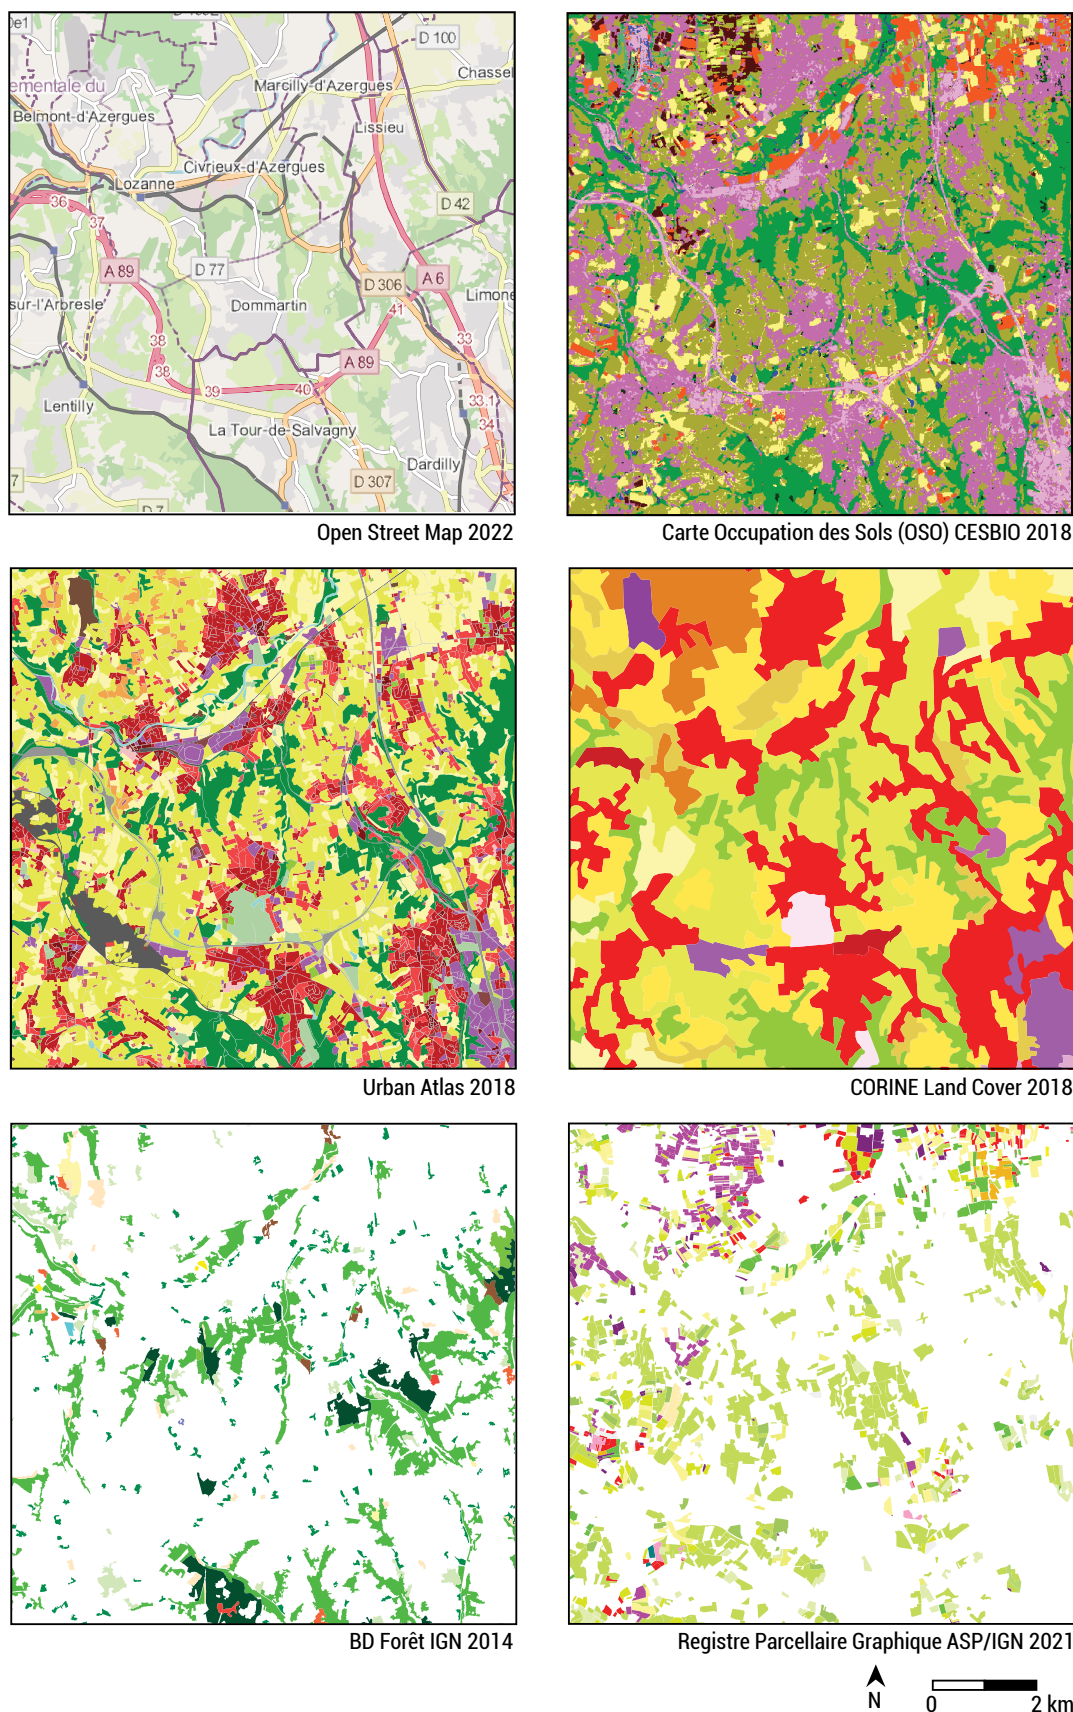 0e1
D 100
ementale du
Marcilly-d'Azergues
Chassel
Belmont-d'Azergues
Lissieu
Civrieux-d'Azergues
Lozanne
36
37
D 42
A 89
D 77
D 306
A 6
sur-l'Arbresle
Dommartin
Limone
41
38
33
38
A 89
39
40
33.1
Lentilly
34
La Tour-de-Salvagny
Dardilly
7
D 307
D 7
Open Street Map 2022
Carte Occupation des Sols (OSO) CESBIO 2018
Urban Atlas 2018
CORINE Land Cover 2018
BD Forêt IGN 2014
Registre Parcellaire Graphique ASP/IGN 2021
N
0
2 km